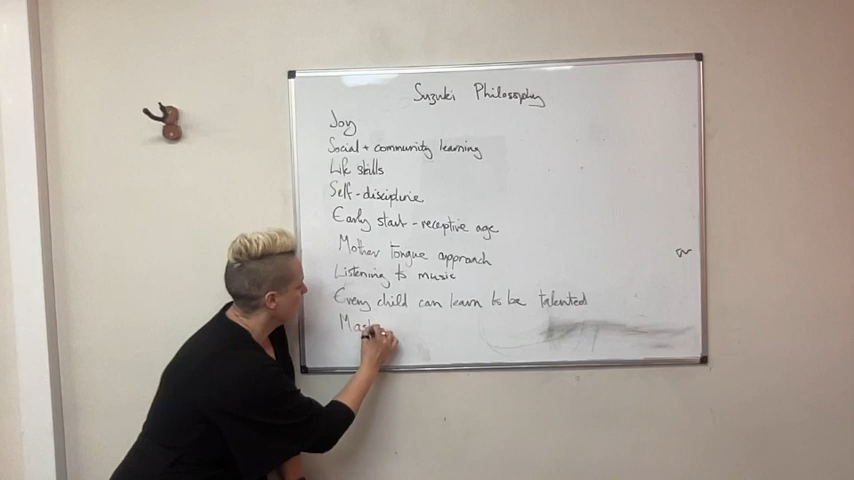 Suzuki Philosophy
Joy
Social + community learning
Life skills
Self-discipline
Early start - receptive age
Mother Tongue approach
Listening to music
Every child can learn to be talented
Mas